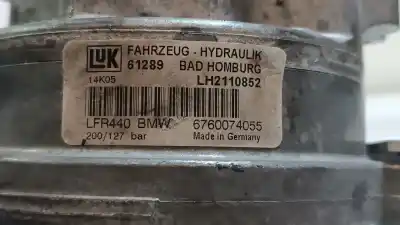 LUK FAHRZEUG - HYDRAULIK
61289 BAD HOMBURG
14K05 LH2110852
LFR440 BMW 6760074055
200/127 bar Made in Germany